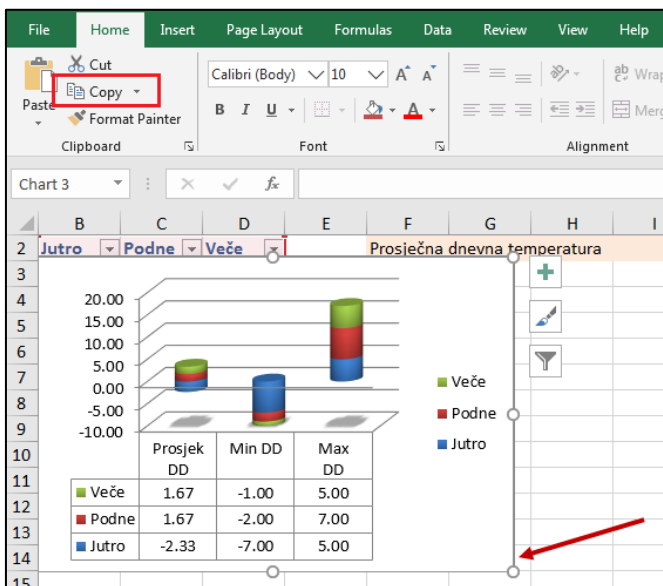 File Home Insert Page Layout Formulas Data Review View Help
Cut
Calibri (Body) 10 A A
ab
Copy
Paste
B I U A
Format Painter
Clipboard Font Alignment
Chart 3 fx
B C D E F G H I
2 Jutro Podne Veče Prosječna dnevna temperatura
3
4
5
6
7
8
9
10
11
12
13
14
15
20.00
15.00
10.00
5.00
0.00
-5.00
-10.00
Veče
Podne
Jutro
Prosjek DD Min DD Max DD
Veče 1.67 -1.00 5.00
Podne 1.67 -2.00 7.00
Jutro -2.33 -7.00 5.00